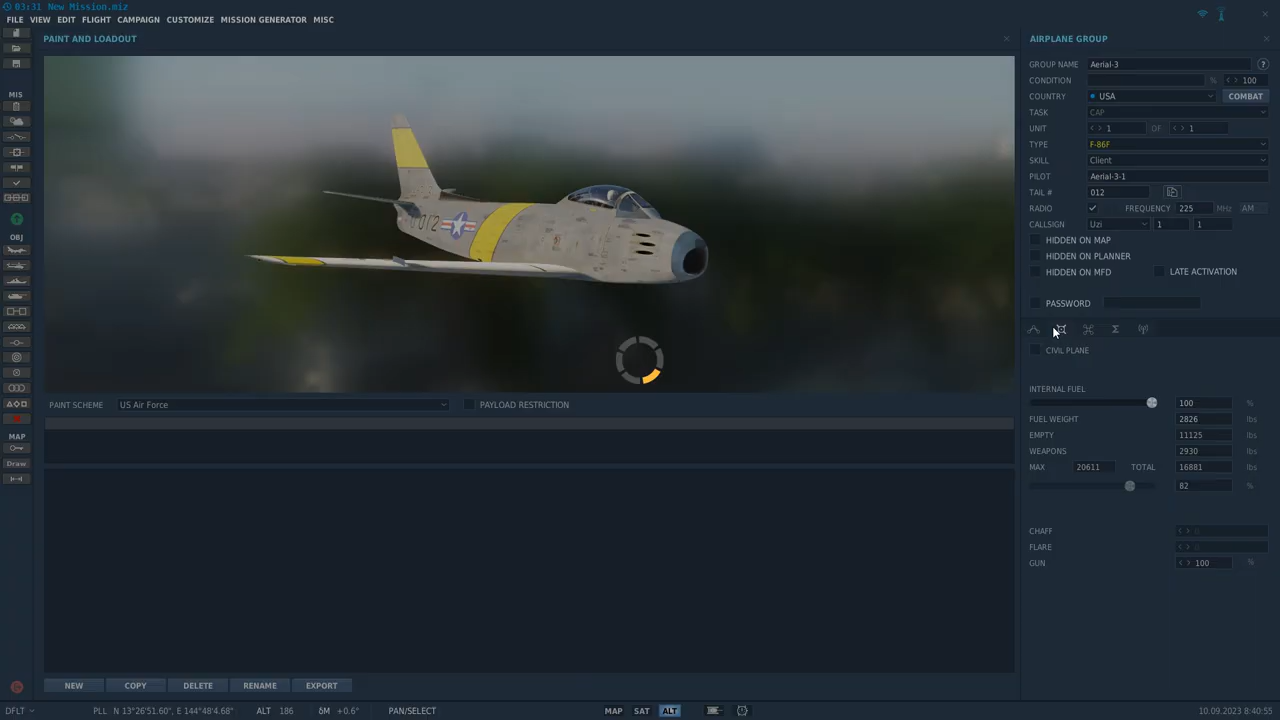 03:31 New Mission.miz
FILE VIEW EDIT FLIGHT CAMPAIGN CUSTOMIZE MISSION GENERATOR MISC
PAINT AND LOADOUT
AIRPLANE GROUP
GROUP NAME Aerial-3 ?
CONDITION % 100
COUNTRY USA COMBAT
TASK CAP
UNIT 1 OF 1
TYPE F-86F
SKILL Client
PILOT Aerial-3-1
TAIL # 012
RADIO FREQUENCY 225 MHz AM
CALLSIGN Uzi 1 1
HIDDEN ON MAP
HIDDEN ON PLANNER
HIDDEN ON MFD LATE ACTIVATION
PASSWORD
CIVIL PLANE
INTERNAL FUEL
100 %
FUEL WEIGHT 2826 lbs
EMPTY 11125 lbs
WEAPONS 2930 lbs
MAX 20611 TOTAL 16881 lbs
82 %
CHAFF
FLARE
GUN 100 %
MIS
OBJ
MAP
Draw
012
PAINT SCHEME US Air Force PAYLOAD RESTRICTION
NEW COPY DELETE RENAME EXPORT
DFLT PLL N 13°26'51.60", E 144°48'4.68" ALT 186 δM +0.6° PAN/SELECT MAP SAT ALT 10.09.2023 8:40:55